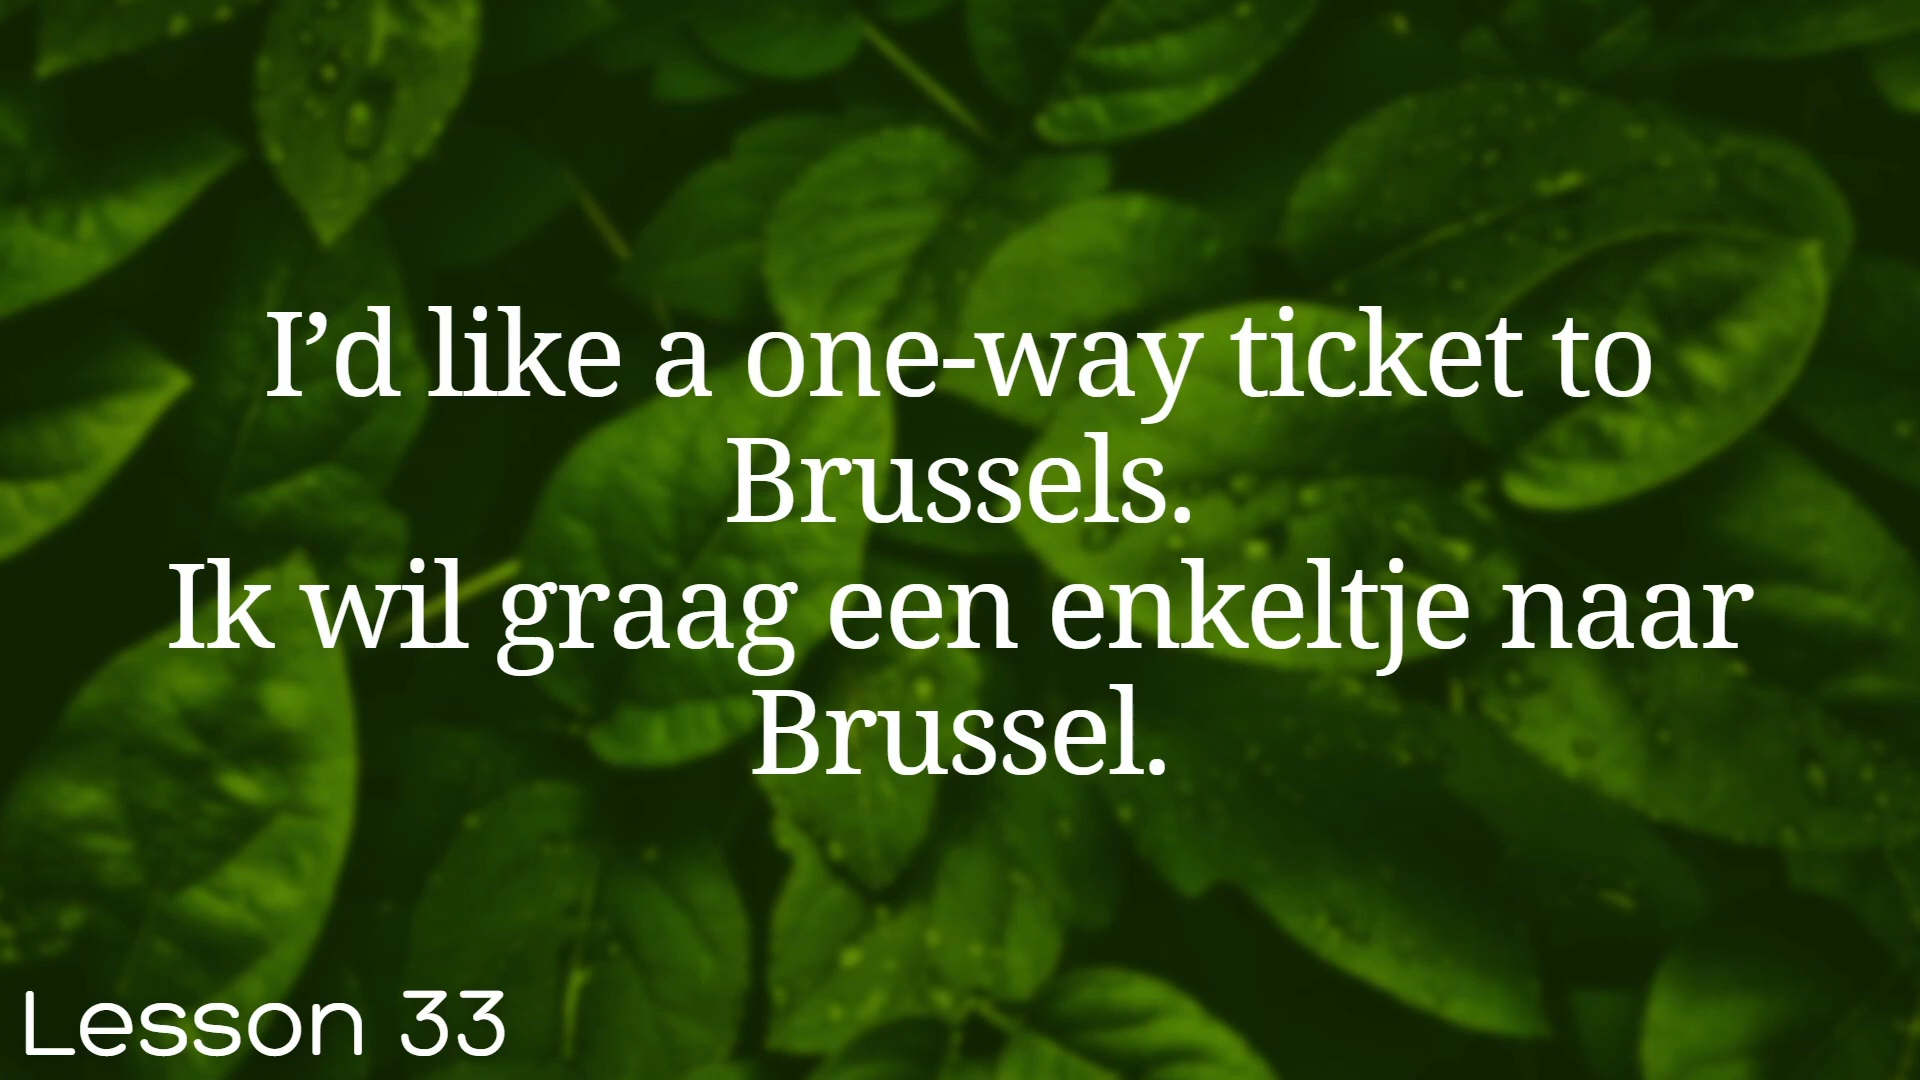 I’d like a one-way ticket to
Brussels.
Ik wil graag een enkeltje naar
Brussel.
Lesson 33